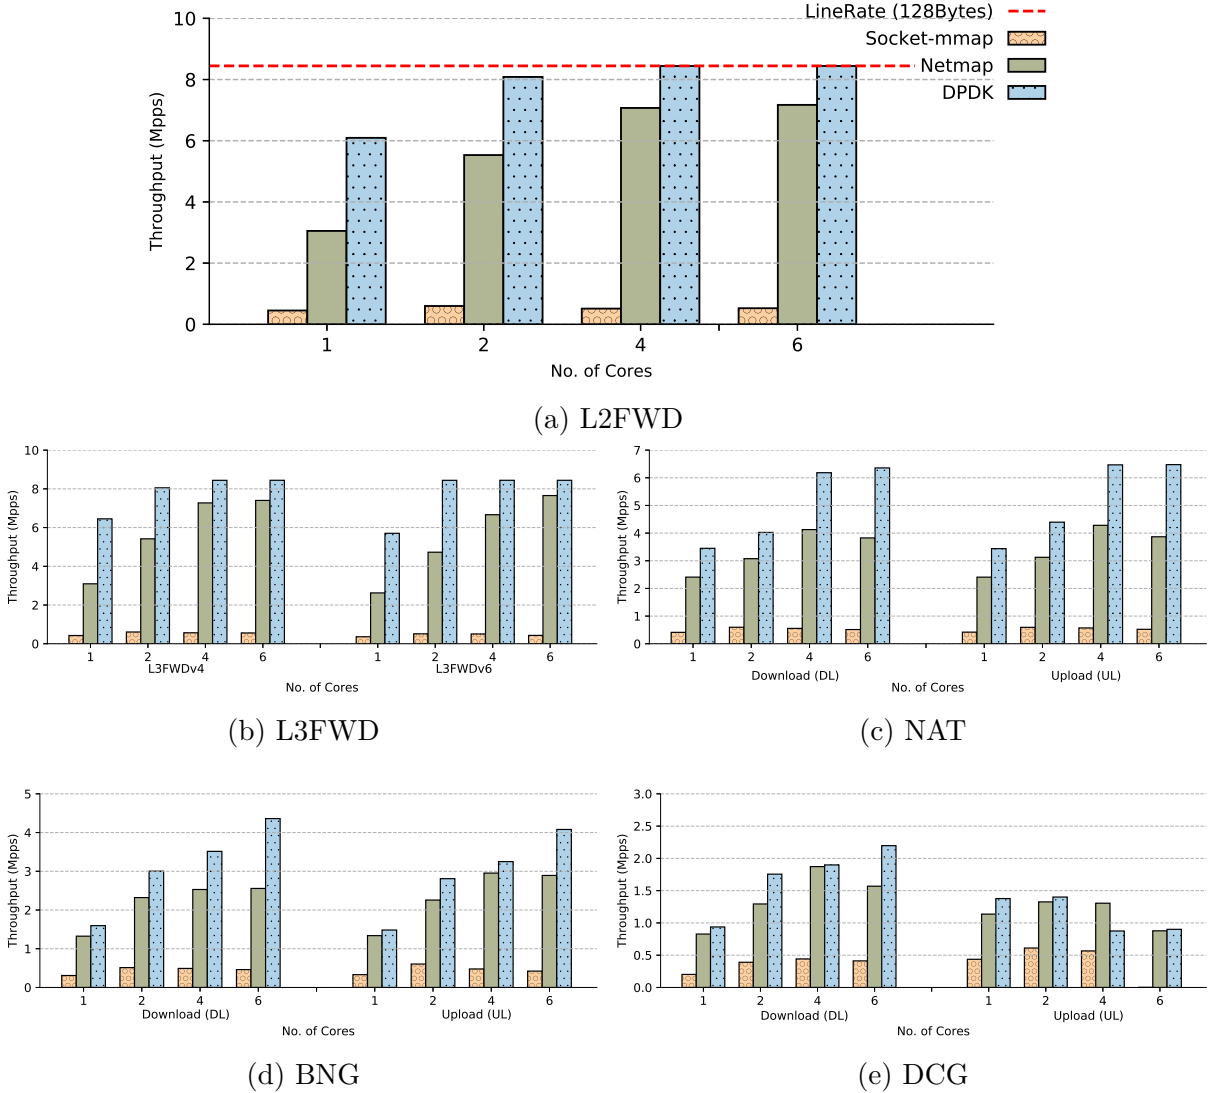 LineRate (128Bytes)
Socket-mmap
Netmap
DPDK
10
8
6
4
2
0
Throughput (Mpps)
1 2 4 6
No. of Cores
(a) L2FWD
10
8
6
4
2
0
Throughput (Mpps)
1 2 4 6 1 2 4 6
L3FWDv4 L3FWDv6
No. of Cores
(b) L3FWD
7
6
5
4
3
2
1
0
Throughput (Mpps)
1 2 4 6 1 2 4 6
Download (DL) Upload (UL)
No. of Cores
(c) NAT
5
4
3
2
1
0
Throughput (Mpps)
1 2 4 6 1 2 4 6
Download (DL) Upload (UL)
No. of Cores
(d) BNG
3.0
2.5
2.0
1.5
1.0
0.5
0.0
Throughput (Mpps)
1 2 4 6 1 2 4 6
Download (DL) Upload (UL)
No. of Cores
(e) DCG